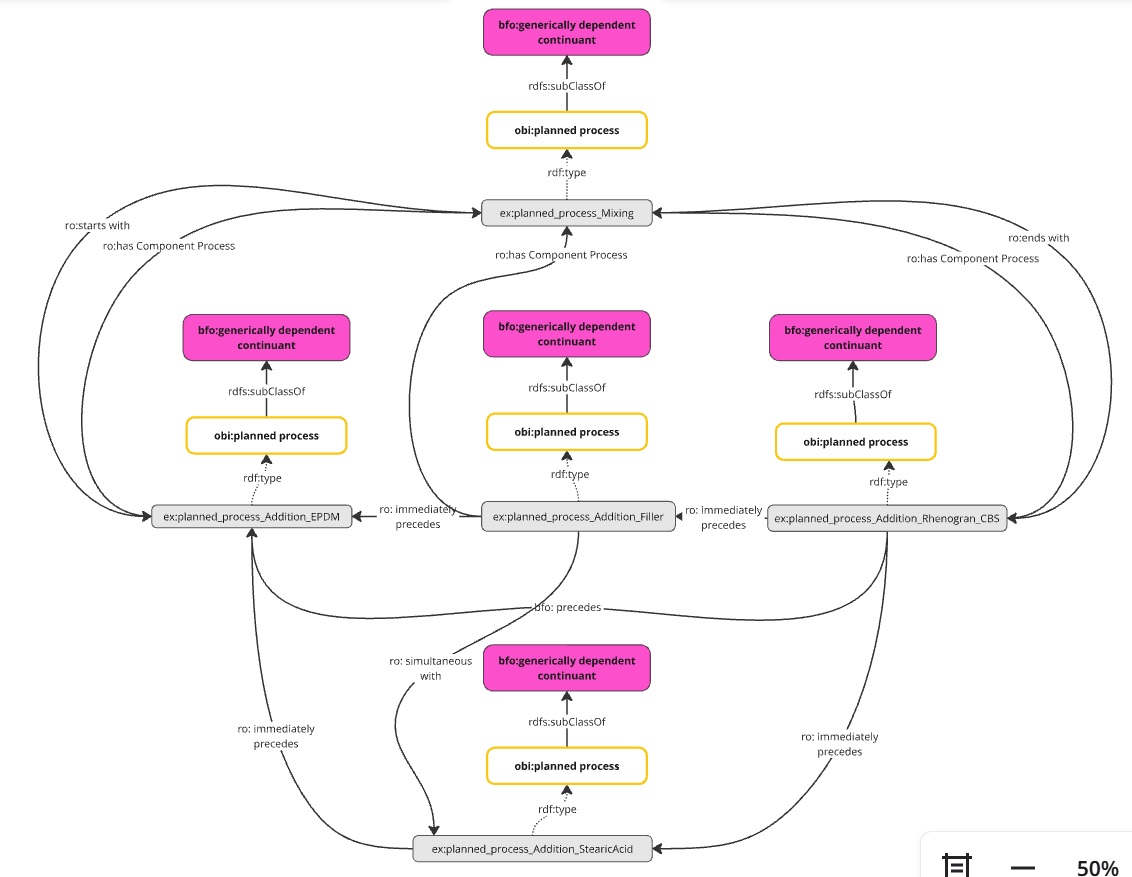 bfo:generically dependent
continuant
rdfs:subClassOf
obi:planned process
rdf:type
ex:planned_process_Mixing
ro:starts with
ro:has Component Process
ro:has Component Process
ro:ends with
ro:has Component Process
bfo:generically dependent
continuant
rdfs:subClassOf
obi:planned process
rdf:type
ex:planned_process_Addition_EPDM
bfo:generically dependent
continuant
rdfs:subClassOf
obi:planned process
rdf:type
ex:planned_process_Addition_Filler
bfo:generically dependent
continuant
rdfs:subClassOf
obi:planned process
rdf:type
ex:planned_process_Addition_Rhenogran_CBS
ro: immediately
precedes
ro: immediately
precedes
bfo: precedes
ro: simultaneous
with
bfo:generically dependent
continuant
rdfs:subClassOf
obi:planned process
rdf:type
ex:planned_process_Addition_StearicAcid
ro: immediately
precedes
ro: immediately
precedes
50%